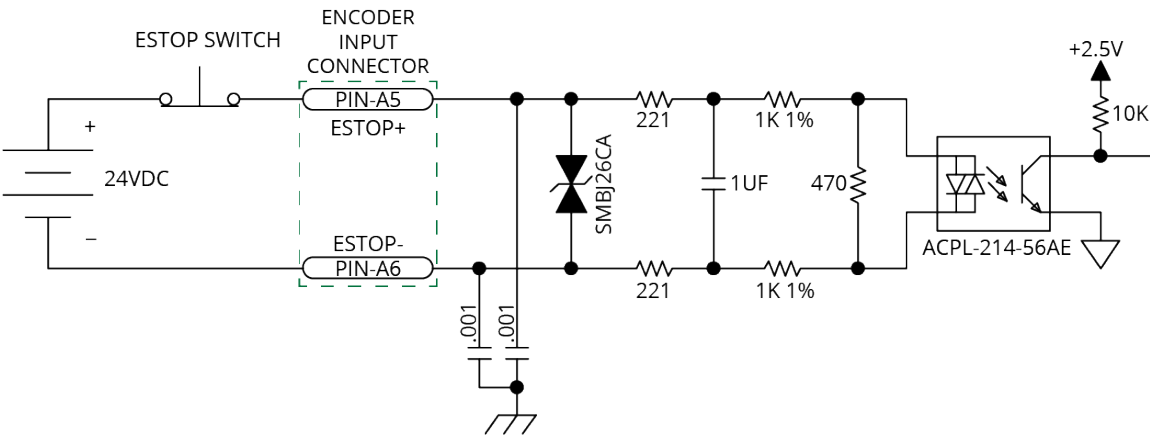 ENCODER
INPUT
CONNECTOR
ESTOP SWITCH
+2.5V
PIN-A5
ESTOP+
221
1K 1%
10K
+
24VDC
SMBJ26CA
1UF
470
−
ESTOP-
PIN-A6
ACPL-214-56AE
221
1K 1%
.001
.001